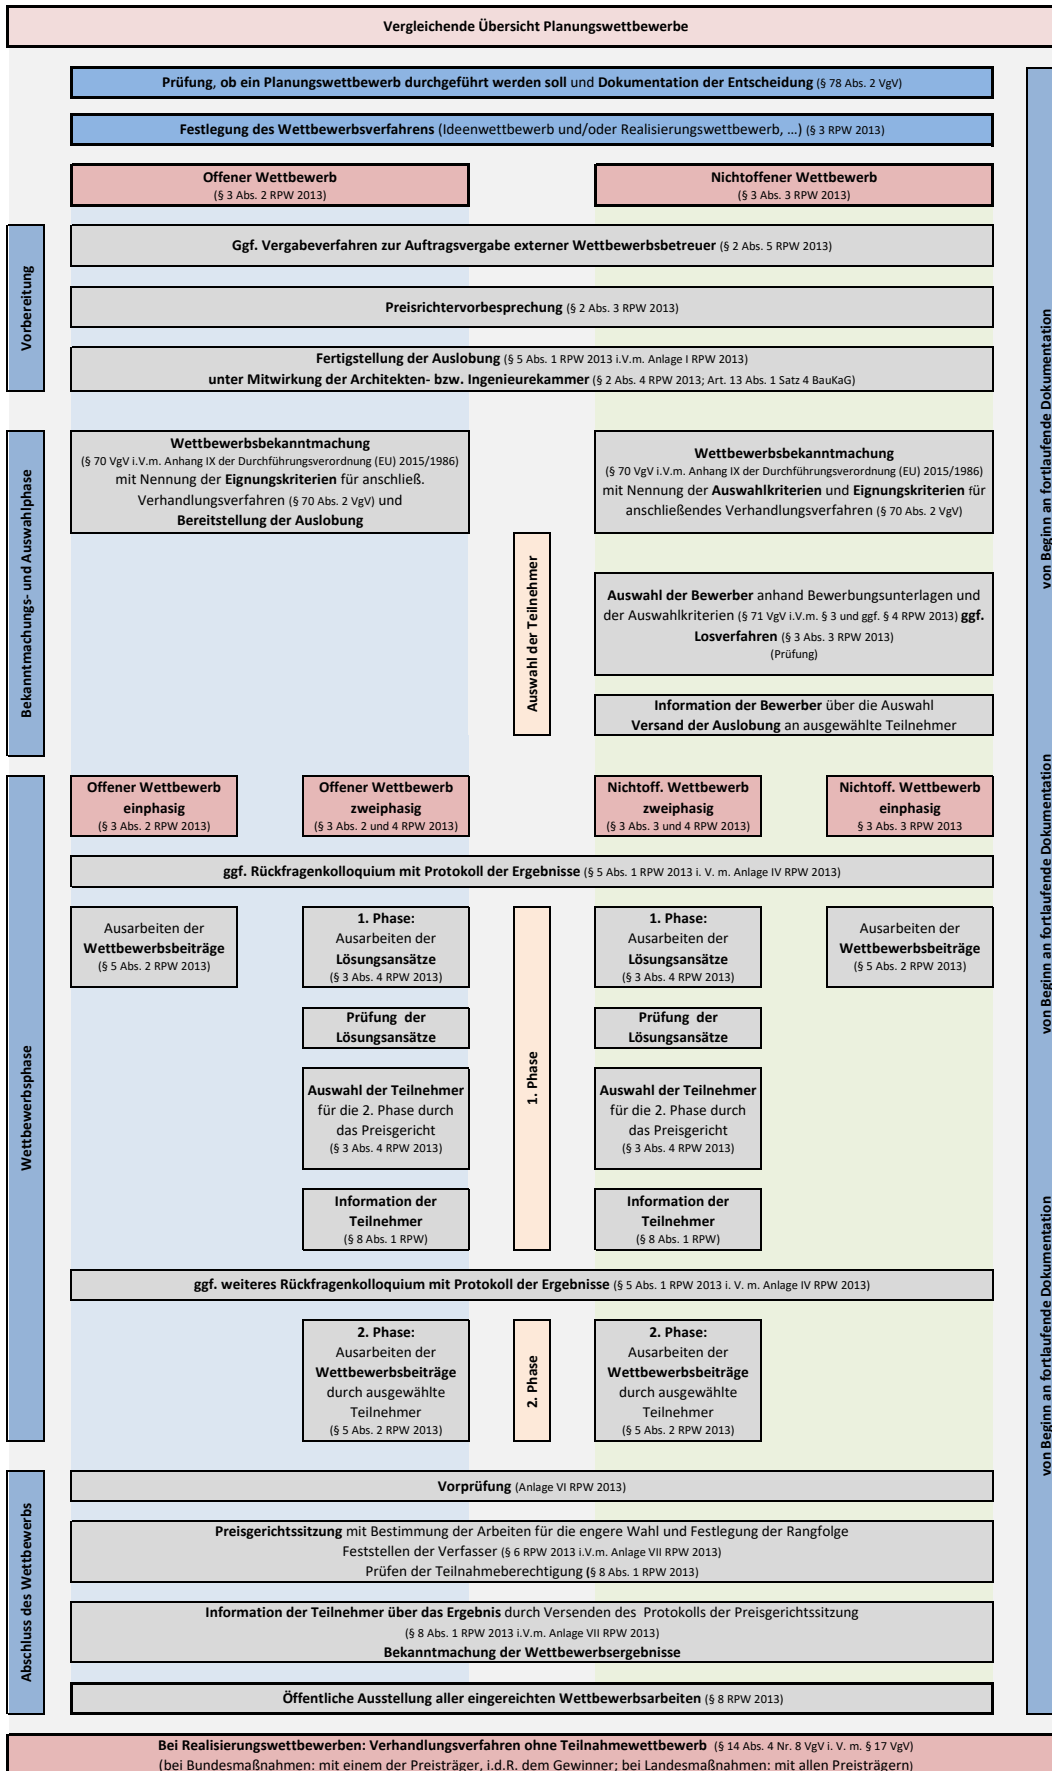 Vergleichende Übersicht Planungswettbewerbe
Prüfung, ob ein Planungswettbewerb durchgeführt werden soll und Dokumentation der Entscheidung (§ 78 Abs. 2 VgV)
Festlegung des Wettbewerbsverfahrens (Ideenwettbewerb und/oder Realisierungswettbewerb, ...) (§ 3 RPW 2013)
Offener Wettbewerb
(§ 3 Abs. 2 RPW 2013)
Nichtoffener Wettbewerb
(§ 3 Abs. 3 RPW 2013)
Vorbereitung
Ggf. Vergabeverfahren zur Auftragsvergabe externer Wettbewerbsbetreuer (§ 2 Abs. 5 RPW 2013)
Preisrichtervorbesprechung (§ 2 Abs. 3 RPW 2013)
Fertigstellung der Auslobung (§ 5 Abs. 1 RPW 2013 i.V.m. Anlage I RPW 2013)
unter Mitwirkung der Architekten- bzw. Ingenieurekammer (§ 2 Abs. 4 RPW 2013; Art. 13 Abs. 1 Satz 4 BauKaG)
Bekanntmachungs- und Auswahlphase
Wettbewerbsbekanntmachung
(§ 70 VgV i.V.m. Anhang IX der Durchführungsverordnung (EU) 2015/1986)
mit Nennung der Eignungskriterien für anschließ.
Verhandlungsverfahren (§ 70 Abs. 2 VgV) und
Bereitstellung der Auslobung
Wettbewerbsbekanntmachung
(§ 70 VgV i.V.m. Anhang IX der Durchführungsverordnung (EU) 2015/1986)
mit Nennung der Auswahlkriterien und Eignungskriterien für
anschließendes Verhandlungsverfahren (§ 70 Abs. 2 VgV)
Auswahl der Teilnehmer
Auswahl der Bewerber anhand Bewerbungsunterlagen und
der Auswahlkriterien (§ 71 VgV i.V.m. § 3 und ggf. § 4 RPW 2013) ggf.
Losverfahren (§ 3 Abs. 3 RPW 2013)
(Prüfung)
Information der Bewerber über die Auswahl
Versand der Auslobung an ausgewählte Teilnehmer
Wettbewerbsphase
Offener Wettbewerb
einphasig
(§ 3 Abs. 2 RPW 2013)
Offener Wettbewerb
zweiphasig
(§ 3 Abs. 2 und 4 RPW 2013)
Nichtoff. Wettbewerb
zweiphasig
(§ 3 Abs. 3 und 4 RPW 2013)
Nichtoff. Wettbewerb
einphasig
§ 3 Abs. 3 RPW 2013
ggf. Rückfragenkolloquium mit Protokoll der Ergebnisse (§ 5 Abs. 1 RPW 2013 i. V. m. Anlage IV RPW 2013)
Ausarbeiten der
Wettbewerbsbeiträge
(§ 5 Abs. 2 RPW 2013)
1. Phase:
Ausarbeiten der
Lösungsansätze
(§ 3 Abs. 4 RPW 2013)
1. Phase
1. Phase:
Ausarbeiten der
Lösungsansätze
(§ 3 Abs. 4 RPW 2013)
Ausarbeiten der
Wettbewerbsbeiträge
(§ 5 Abs. 2 RPW 2013)
Prüfung der
Lösungsansätze
Prüfung der
Lösungsansätze
Auswahl der Teilnehmer
für die 2. Phase durch
das Preisgericht
(§ 3 Abs. 4 RPW 2013)
Auswahl der Teilnehmer
für die 2. Phase durch
das Preisgericht
(§ 3 Abs. 4 RPW 2013)
Information der
Teilnehmer
(§ 8 Abs. 1 RPW)
Information der
Teilnehmer
(§ 8 Abs. 1 RPW)
ggf. weiteres Rückfragenkolloquium mit Protokoll der Ergebnisse (§ 5 Abs. 1 RPW 2013 i. V. m. Anlage IV RPW 2013)
2. Phase:
Ausarbeiten der
Wettbewerbsbeiträge
durch ausgewählte
Teilnehmer
(§ 5 Abs. 2 RPW 2013)
2. Phase
2. Phase:
Ausarbeiten der
Wettbewerbsbeiträge
durch ausgewählte
Teilnehmer
(§ 5 Abs. 2 RPW 2013)
Abschluss des Wettbewerbs
Vorprüfung (Anlage VI RPW 2013)
Preisgerichtssitzung mit Bestimmung der Arbeiten für die engere Wahl und Festlegung der Rangfolge
Feststellen der Verfasser (§ 6 RPW 2013 i.V.m. Anlage VII RPW 2013)
Prüfen der Teilnahmeberechtigung (§ 8 Abs. 1 RPW 2013)
Information der Teilnehmer über das Ergebnis durch Versenden des Protokolls der Preisgerichtssitzung
(§ 8 Abs. 1 RPW 2013 i.V.m. Anlage VII RPW 2013)
Bekanntmachung der Wettbewerbsergebnisse
Öffentliche Ausstellung aller eingereichten Wettbewerbsarbeiten (§ 8 RPW 2013)
von Beginn an fortlaufende Dokumentation
von Beginn an fortlaufende Dokumentation
von Beginn an fortlaufende Dokumentation
Bei Realisierungswettbewerben: Verhandlungsverfahren ohne Teilnahmewettbewerb (§ 14 Abs. 4 Nr. 8 VgV i. V. m. § 17 VgV)
(bei Bundesmaßnahmen: mit einem der Preisträger, i.d.R. dem Gewinner; bei Landesmaßnahmen: mit allen Preisträgern)